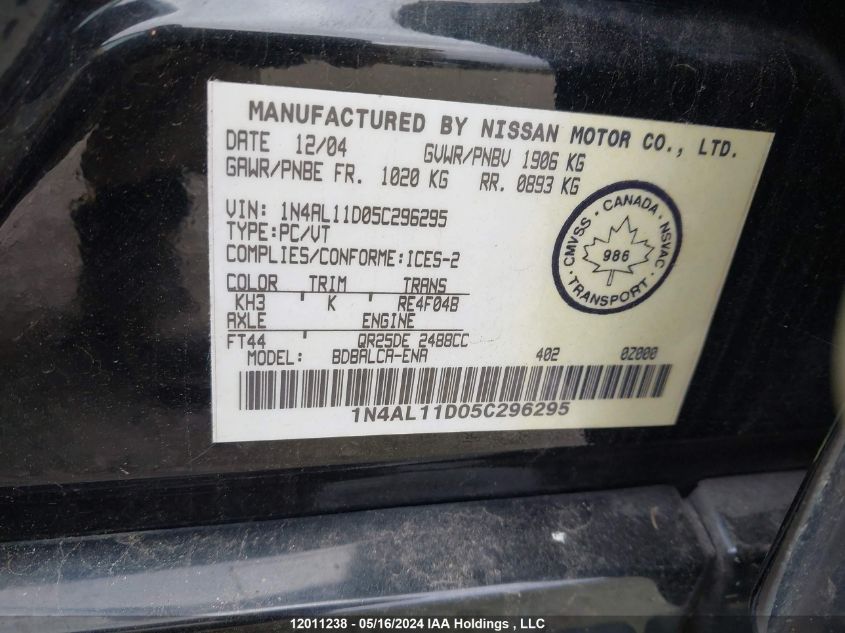 MANUFACTURED BY NISSAN MOTOR CO., LTD.
DATE 12/04 GVWR/PNBV 1906 KG
GAWR/PNBE FR. 1020 KG RR. 0893 KG
VIN: 1N4AL11D05C296295
TYPE:PC/VT
COMPLIES/CONFORME:ICES-2
COLOR TRIM TRANS
KH3 K RE4F04B
AXLE ENGINE
FT44 QR25DE 2488CC
MODEL: BDBALCA-ENA 402 0Z000
1N4AL11D05C296295
CMVSS · CANADA · NSVAC
986
· TRANSPORT ·
12011238 - 05/16/2024 IAA Holdings , LLC